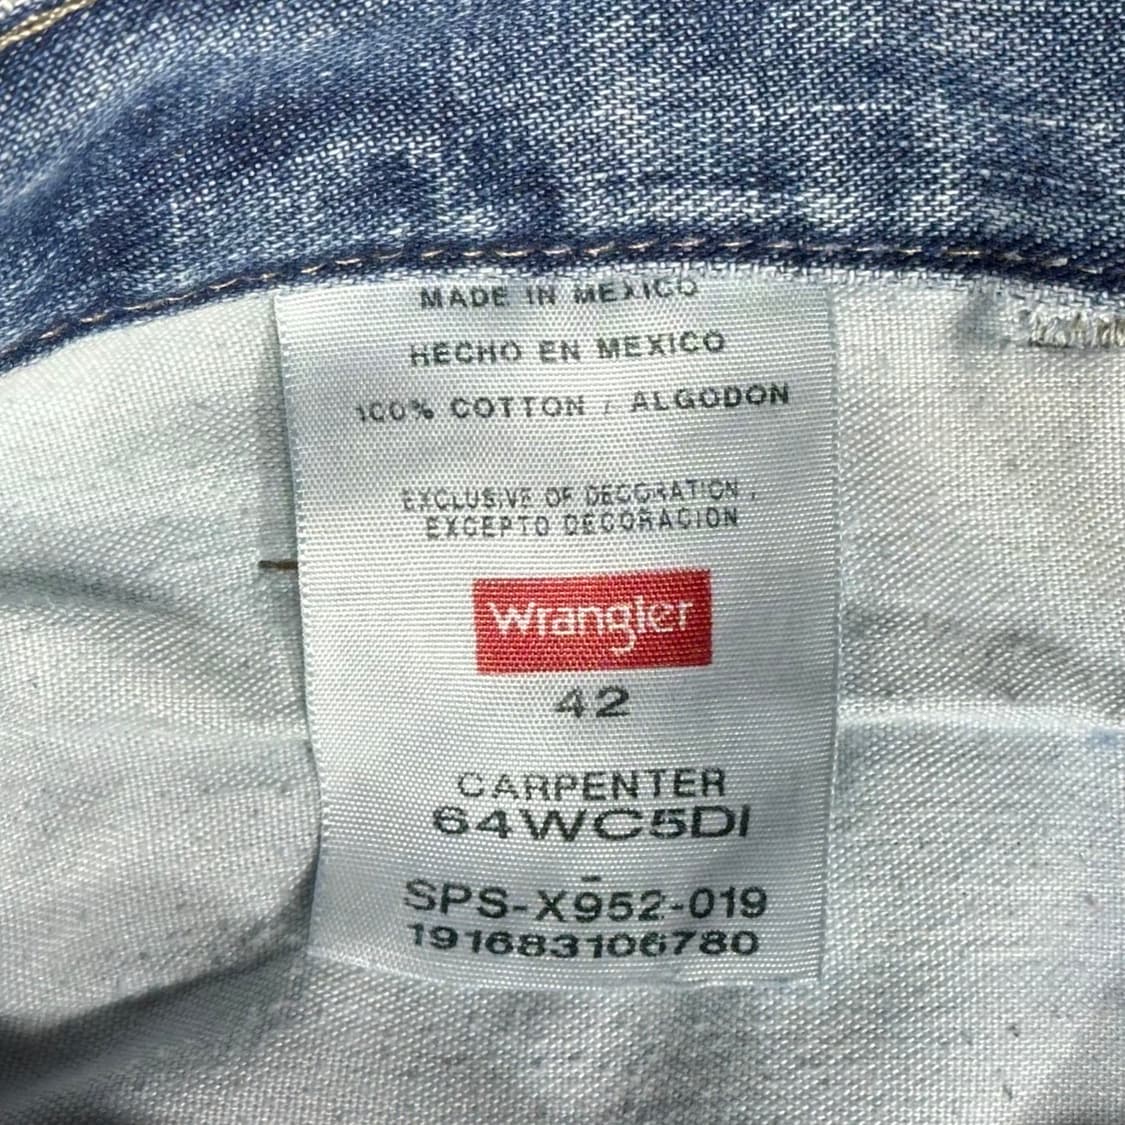 MADE IN MEXICO
HECHO EN MEXICO
100% COTTON / ALGODON
EXCLUSIVE OF DECORATION /
EXCEPTO DECORACION
Wrangler
42
CARPENTER
64WC5DI
-
SPS-X952-019
191683106780